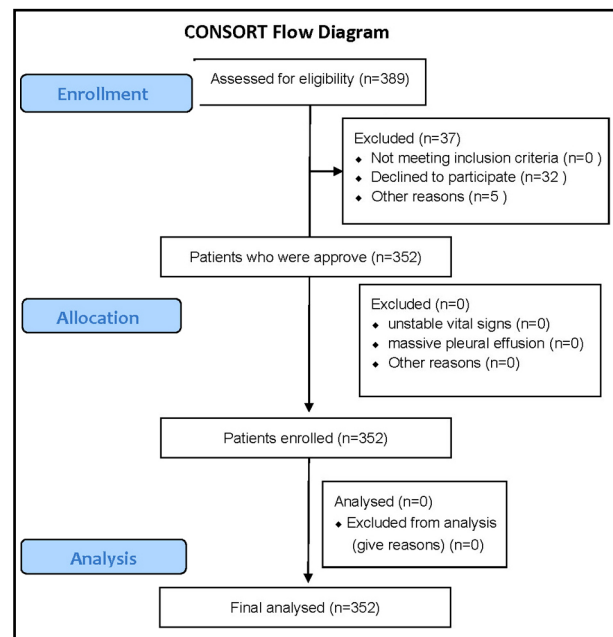 CONSORT Flow Diagram
Enrollment
Assessed for eligibility (n=389)
Excluded (n=37)
◆ Not meeting inclusion criteria (n=0 )
◆ Declined to participate (n=32 )
◆ Other reasons (n=5 )
Patients who were approve (n=352)
Allocation
Excluded (n=0)
◆ unstable vital signs (n=0)
◆ massive pleural effusion (n=0)
◆ Other reasons (n=0)
Patients enrolled (n=352)
Analysed (n=0)
◆ Excluded from analysis
(give reasons) (n=0)
Analysis
Final analysed (n=352)